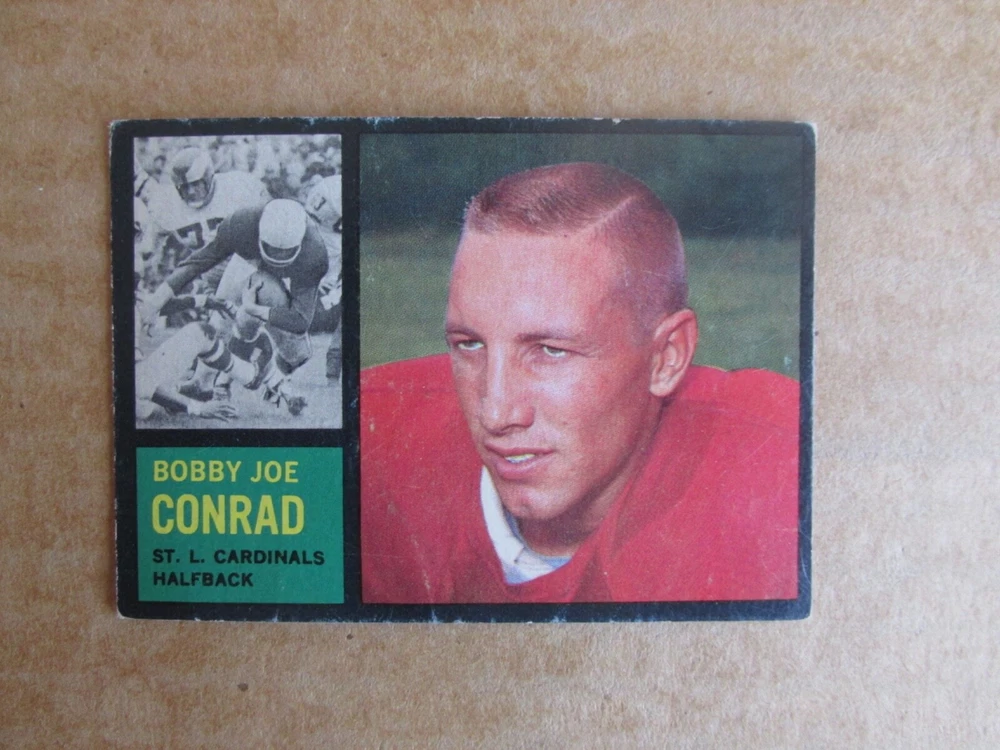 BOBBY JOE
CONRAD
ST. L. CARDINALS
HALFBACK